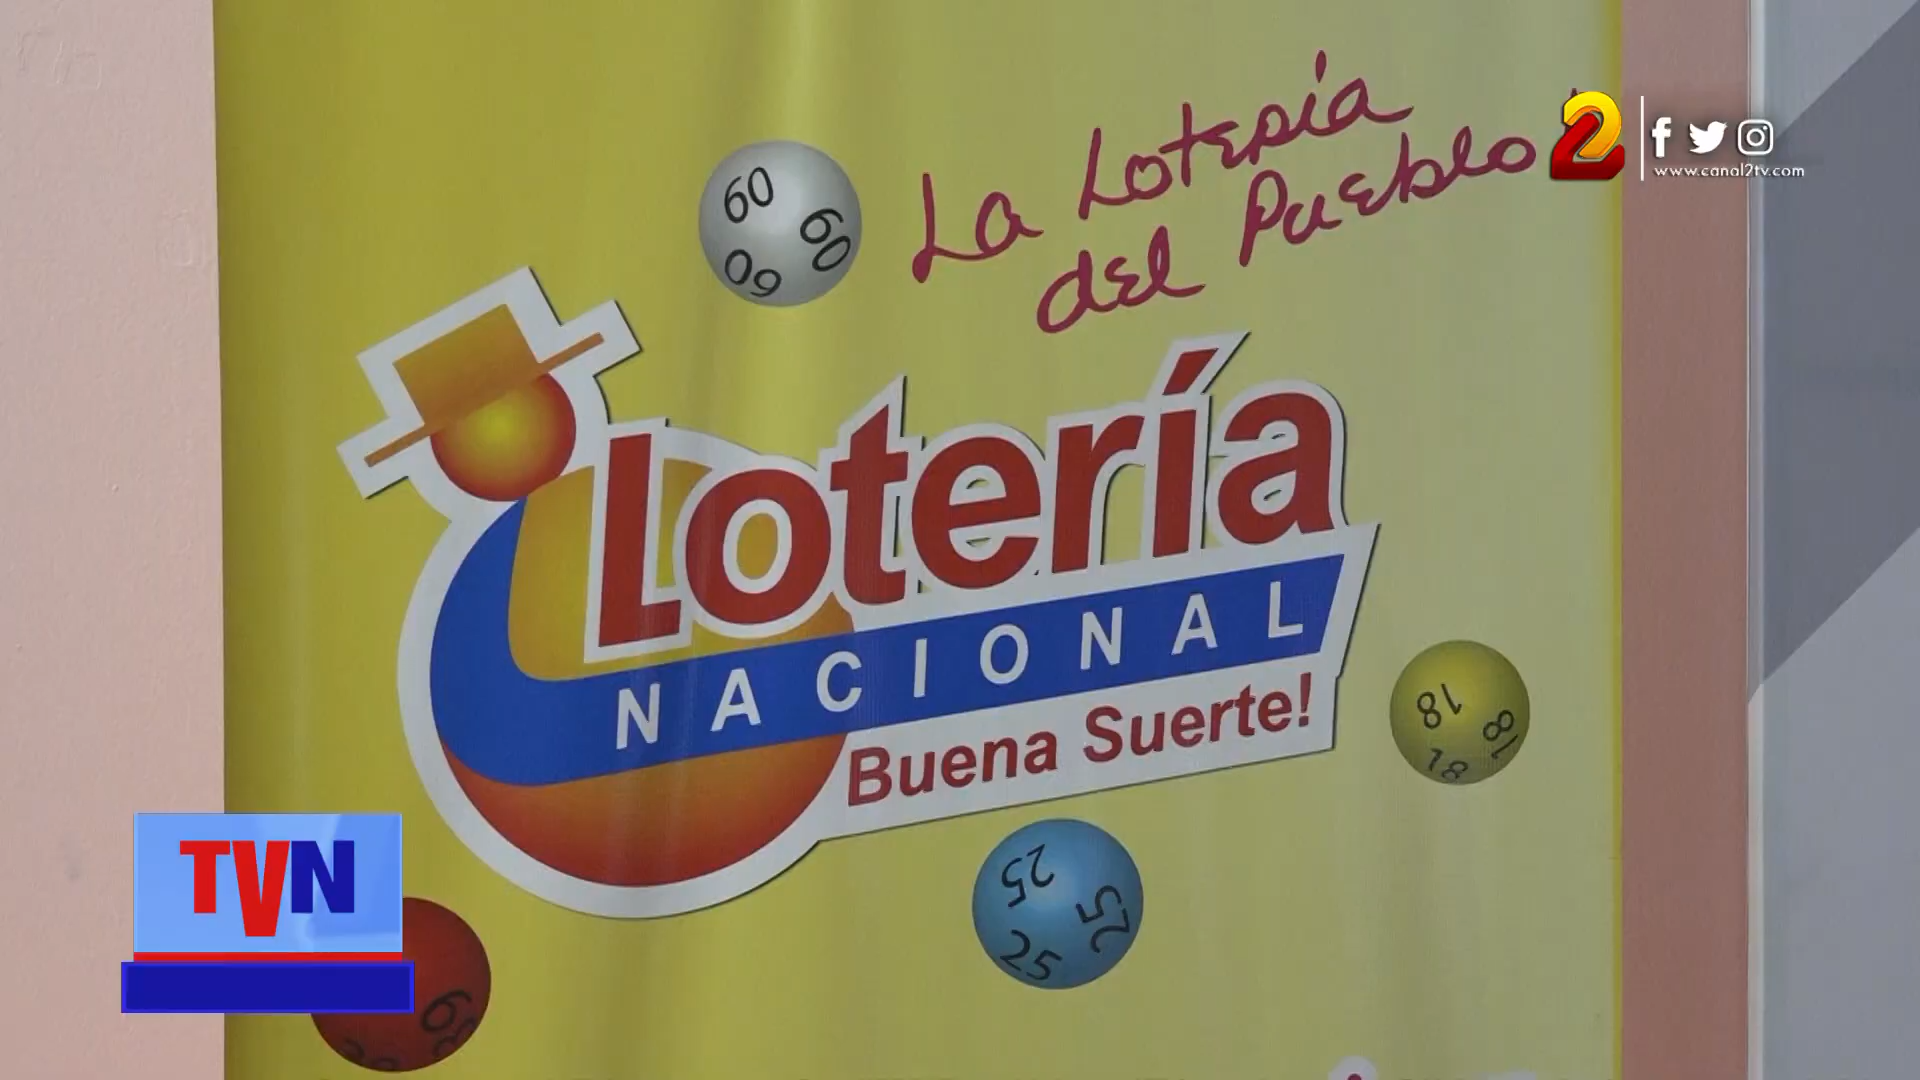 La Lotería
del Pueblo
2
www.canal2tv.com
60
60
60
Lotería
NACIONAL
Buena Suerte!
18
18
18
25
25
25
TVN